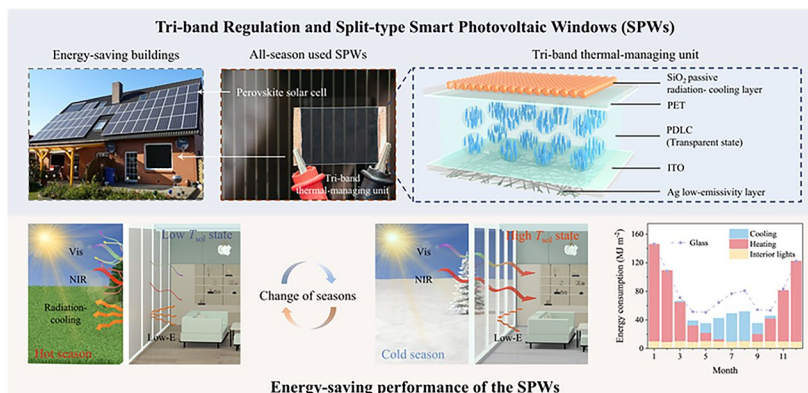 Tri-band Regulation and Split-type Smart Photovoltaic Windows (SPWs)
Energy-saving buildings
All-season used SPWs
Tri-band thermal-managing unit
Perovskite solar cell
Tri-band
thermal-managing unit
SiO2 passive
radiation- cooling layer
PET
PDLC
(Transparent state)
ITO
Ag low-emissivity layer
Vis
NIR
Radiation-
cooling
Hot season
Low Tsol state
Low-E
Change of seasons
Vis
NIR
Cold season
High Tsol state
Low-E
Energy consumption (MJ m-2)
160
120
80
40
0
Glass
Cooling
Heating
Interior lights
1 3 5 7 9 11
Month
Energy-saving performance of the SPWs